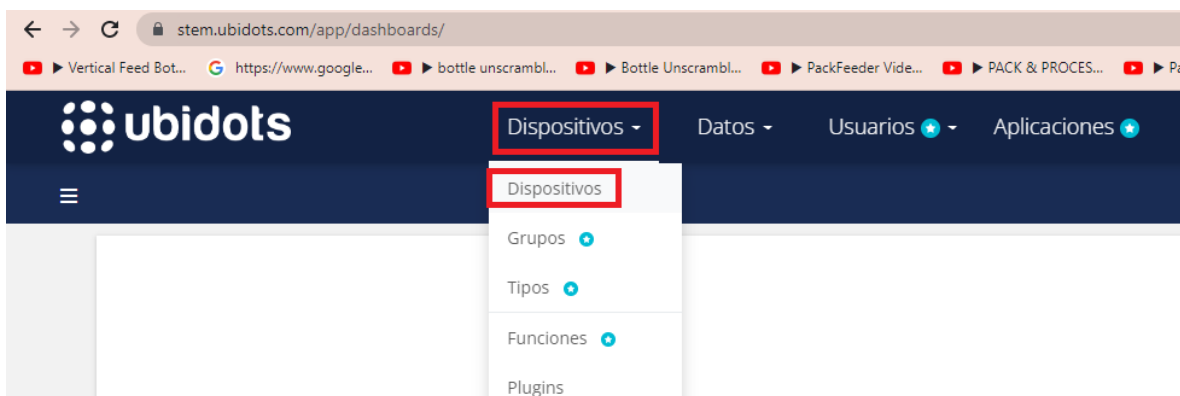 stem.ubidots.com/app/dashboards/
Vertical Feed Bot... https://www.google... bottle unscrambl... Bottle Unscrambl... PackFeeder Vide... PACK & PROCES... Pa
ubidots Dispositivos Datos Usuarios Aplicaciones
Dispositivos
Grupos
Tipos
Funciones
Plugins